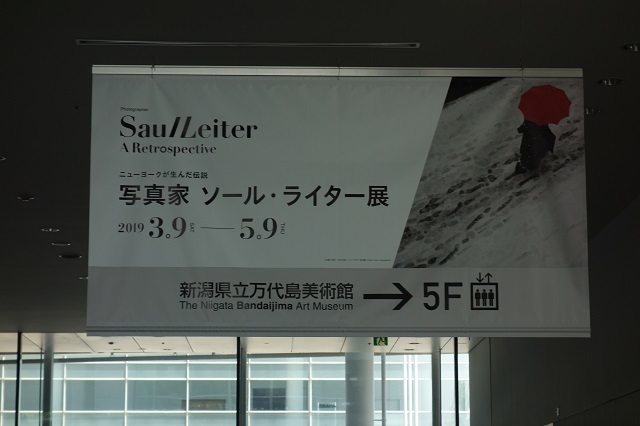 Photographer
Saul Leiter
A Retrospective
ニューヨークが生んだ伝説
写真家 ソール・ライター展
2019 3.9 SAT — 5.9 THU
新潟県立万代島美術館 → 5F
The Niigata Bandaijima Art Museum